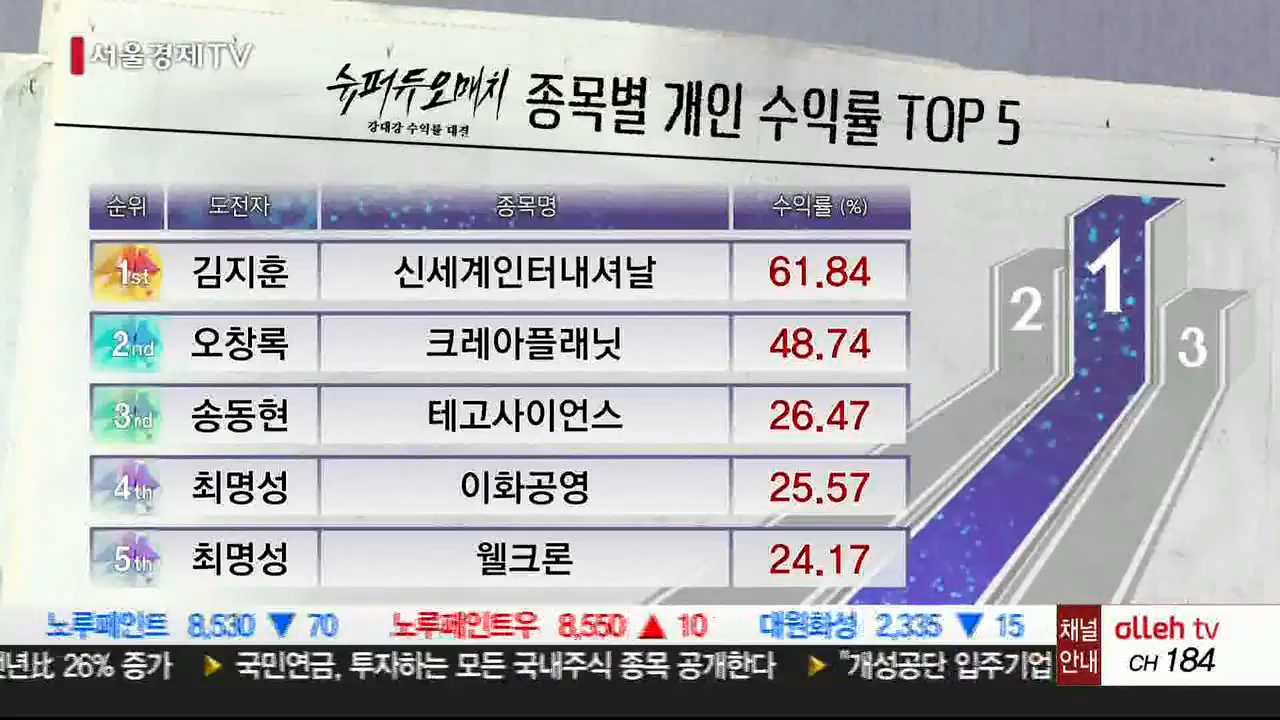 서울경제TV
슈퍼듀오매치 종목별 개인 수익률 TOP 5
강대강 수익률 대결
순위 도전자 종목명 수익률 (%)
1st 김지훈 신세계인터내셔날 61.84
2nd 오창록 크레아플래닛 48.74
3rd 송동현 테고사이언스 26.47
4th 최명성 이화공영 25.57
5th 최명성 웰크론 24.17
2 1 3
노루페인트 8,530 ▼ 70 노루페인트우 8,550 ▲ 10 대원화성 2,335 ▼ 15
채널 안내 olleh tv CH 184
년比 26% 증가 ▶ 국민연금, 투자하는 모든 국내주식 종목 공개한다 ▶ "개성공단 입주기업